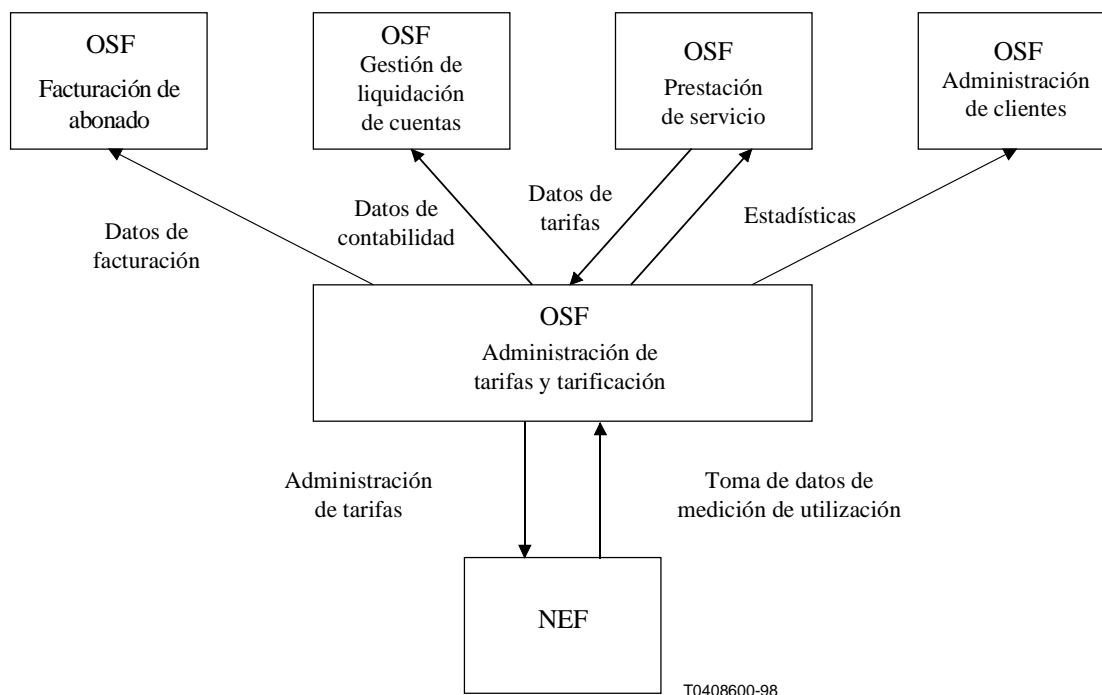 OSF
Facturación de
abonado
OSF
Gestión de
liquidación
de cuentas
OSF
Prestación
de servicio
OSF
Administración
de clientes
Datos de
facturación
Datos de
contabilidad
Datos de
tarifas
Estadísticas
OSF
Administración de
tarifas y tarificación
Administración
de tarifas
Toma de datos de
medición de utilización
NEF
T0408600-98